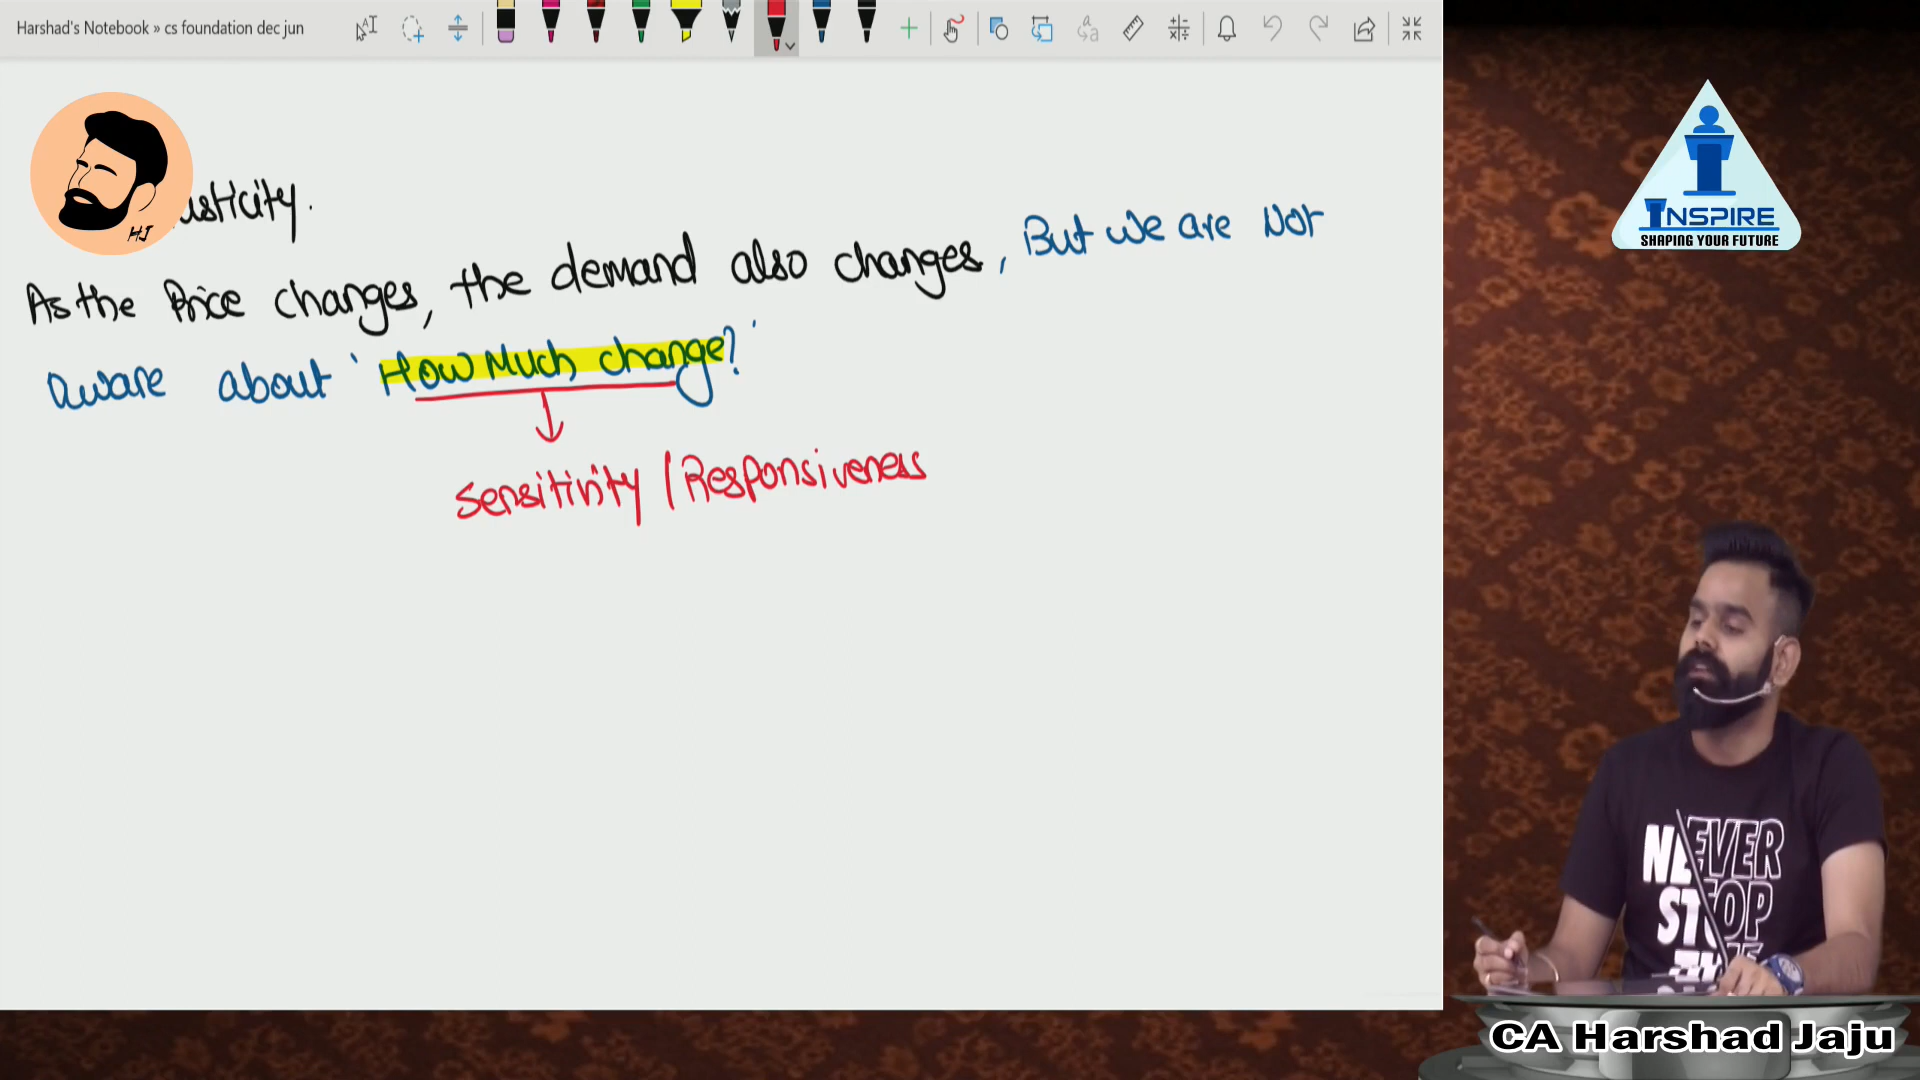 Harshad's Notebook » cs foundation dec jun
HJ
INSPIRE
SHAPING YOUR FUTURE
As the Price changes, the demand also changes, But we are Not
aware about 'How Much change?'
Sensitivity / Responsiveness
NEVER
STOP
CA Harshad Jaju